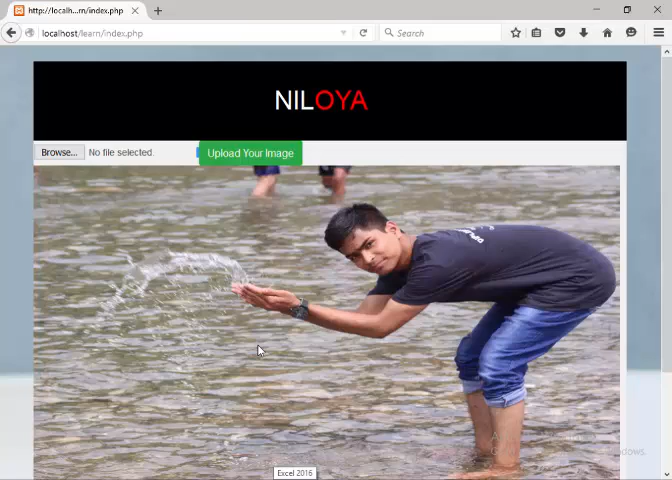 http://localh...rn/index.php
localhost/learn/index.php
Search
NILOYA
Browse...
No file selected.
Upload Your Image
Excel 2016